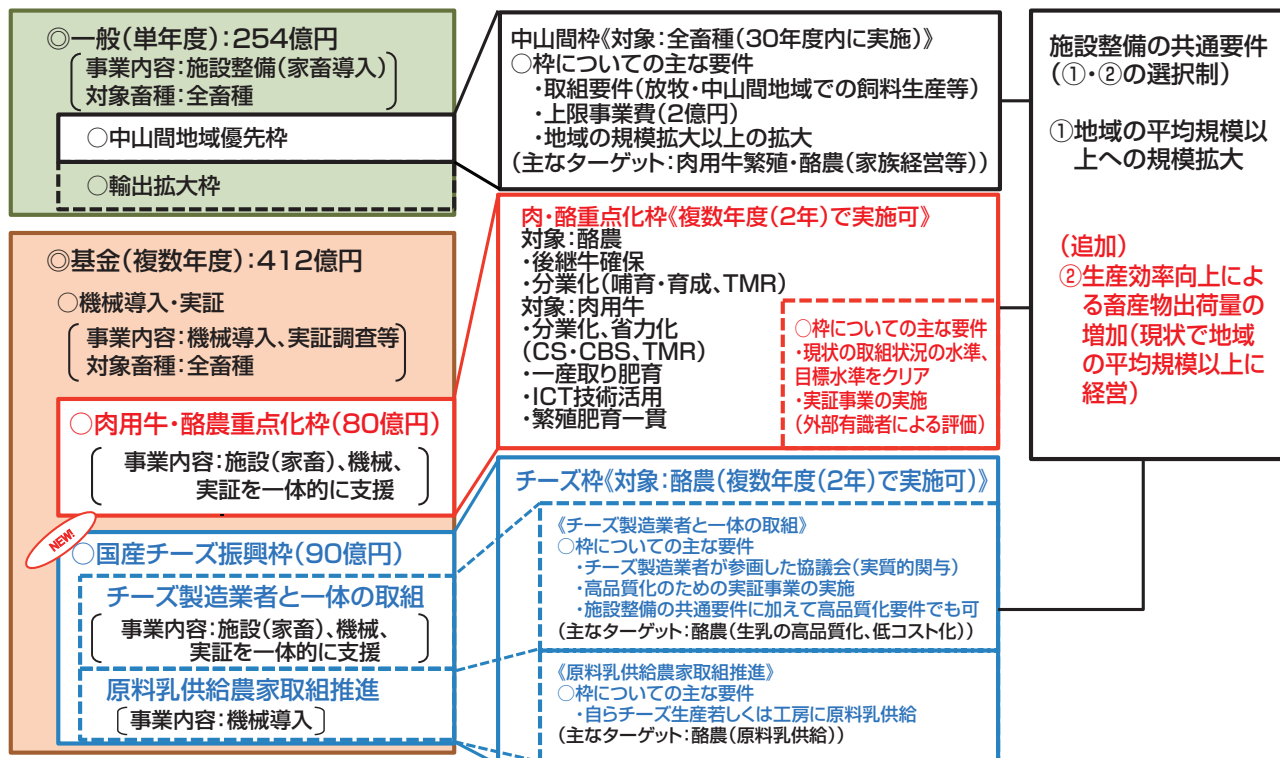 ◎一般(単年度):254億円
事業内容:施設整備(家畜導入)
対象畜種:全畜種
○中山間地域優先枠
○輸出拡大枠
◎基金(複数年度):412億円
○機械導入・実証
事業内容:機械導入、実証調査等
対象畜種:全畜種
○肉用牛・酪農重点化枠(80億円)
事業内容:施設(家畜)、機械、
実証を一体的に支援
NEW!
○国産チーズ振興枠(90億円)
チーズ製造業者と一体の取組
事業内容:施設(家畜)、機械、
実証を一体的に支援
原料乳供給農家取組推進
事業内容:機械導入
中山間枠《対象:全畜種(30年度内に実施)》
○枠についての主な要件
・取組要件(放牧・中山間地域での飼料生産等)
・上限事業費(2億円)
・地域の規模拡大以上の拡大
(主なターゲット:肉用牛繁殖・酪農(家族経営等))
肉・酪重点化枠《複数年度(2年)で実施可》
対象:酪農
・後継牛確保
・分業化(哺育・育成、TMR)
対象:肉用牛
・分業化、省力化
(CS・CBS、TMR)
・一産取り肥育
・ICT技術活用
・繁殖肥育一貫
○枠についての主な要件
・現状の取組状況の水準、
目標水準をクリア
・実証事業の実施
(外部有識者による評価)
チーズ枠《対象:酪農(複数年度(2年)で実施可)》
《チーズ製造業者と一体の取組》
○枠についての主な要件
・チーズ製造業者が参画した協議会(実質的関与)
・高品質化のための実証事業の実施
・施設整備の共通要件に加えて高品質化要件でも可
(主なターゲット:酪農(生乳の高品質化、低コスト化))
《原料乳供給農家取組推進》
○枠についての主な要件
・自らチーズ生産若しくは工房に原料乳供給
(主なターゲット:酪農(原料乳供給))
施設整備の共通要件
(①・②の選択制)
①地域の平均規模以
上への規模拡大
(追加)
②生産効率向上によ
る畜産物出荷量の
増加(現状で地域
の平均規模以上に
経営)